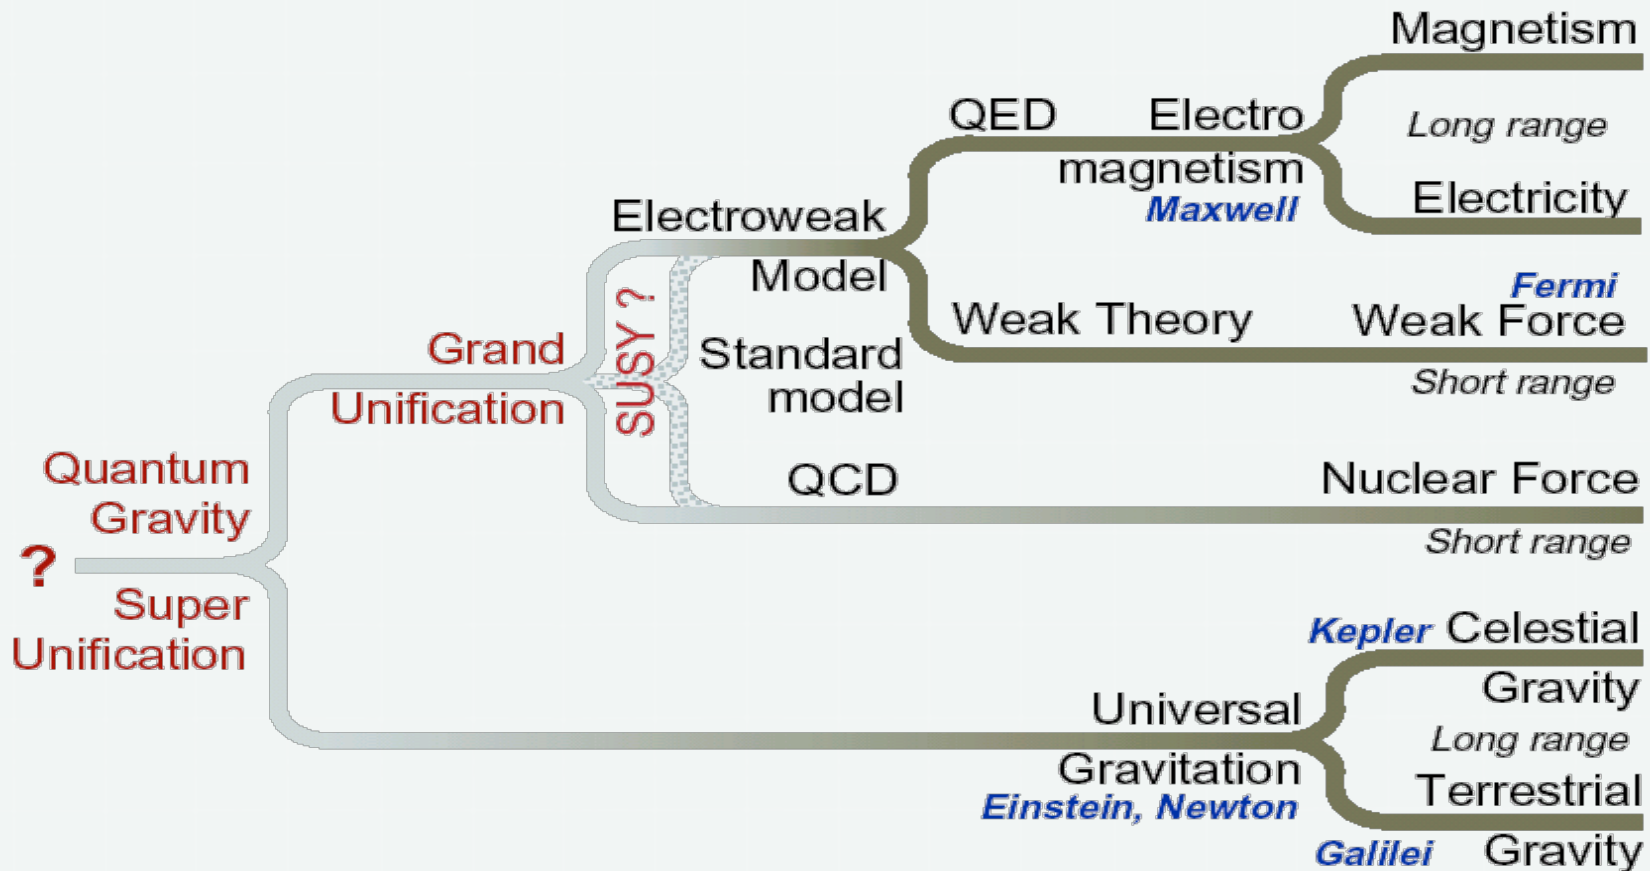 Magnetism
QED
Electro
magnetism
Maxwell
Long range
Electricity
Electroweak
Model
Fermi
Weak Theory
Weak Force
Short range
SUSY ?
Standard
model
Grand
Unification
QCD
Nuclear Force
Short range
Quantum
Gravity
?
Super
Unification
Kepler Celestial
Gravity
Universal
Gravitation
Einstein, Newton
Long range
Terrestrial
Galilei Gravity